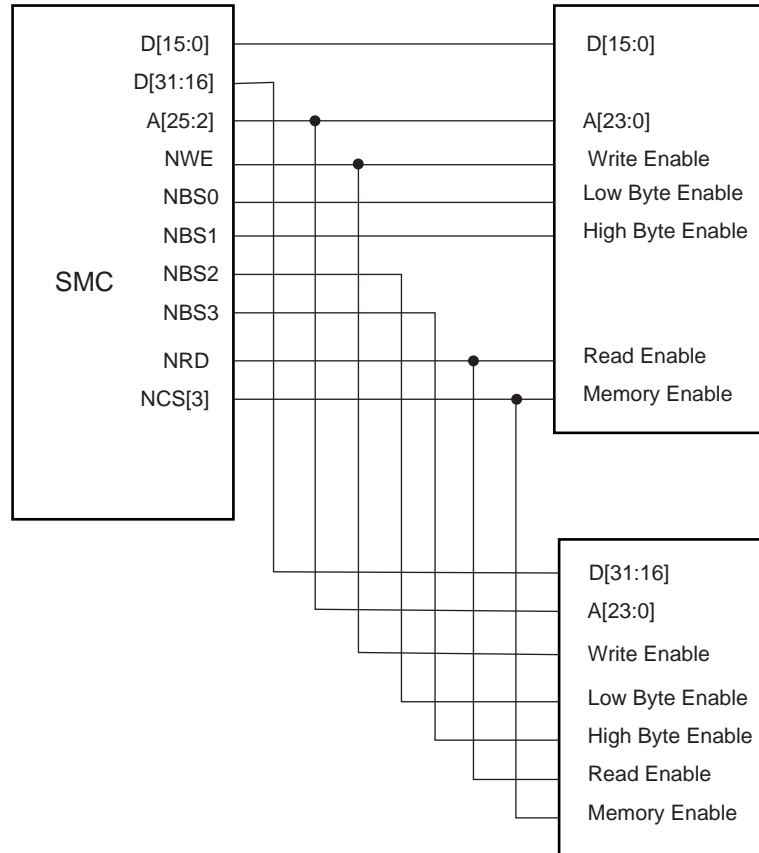 D[15:0]
D[31:16]
A[25:2]
NWE
NBS0
NBS1
NBS2
NBS3
NRD
NCS[3]
SMC
D[15:0]
A[23:0]
Write Enable
Low Byte Enable
High Byte Enable
Read Enable
Memory Enable
D[31:16]
A[23:0]
Write Enable
Low Byte Enable
High Byte Enable
Read Enable
Memory Enable